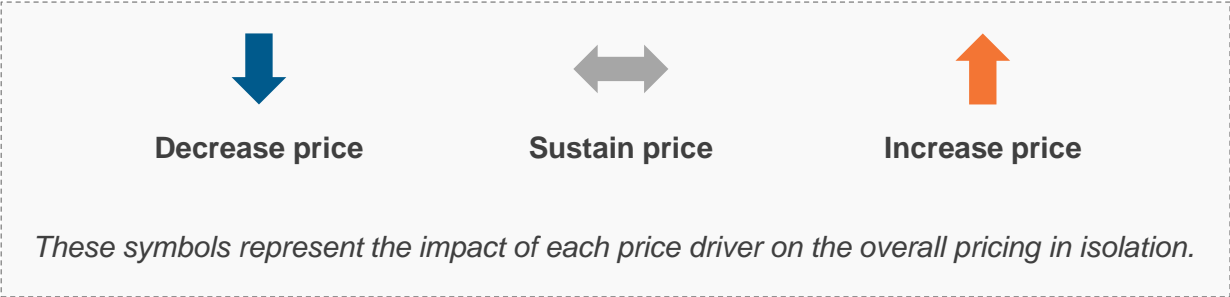 Decrease price
Sustain price
Increase price
These symbols represent the impact of each price driver on the overall pricing in isolation.